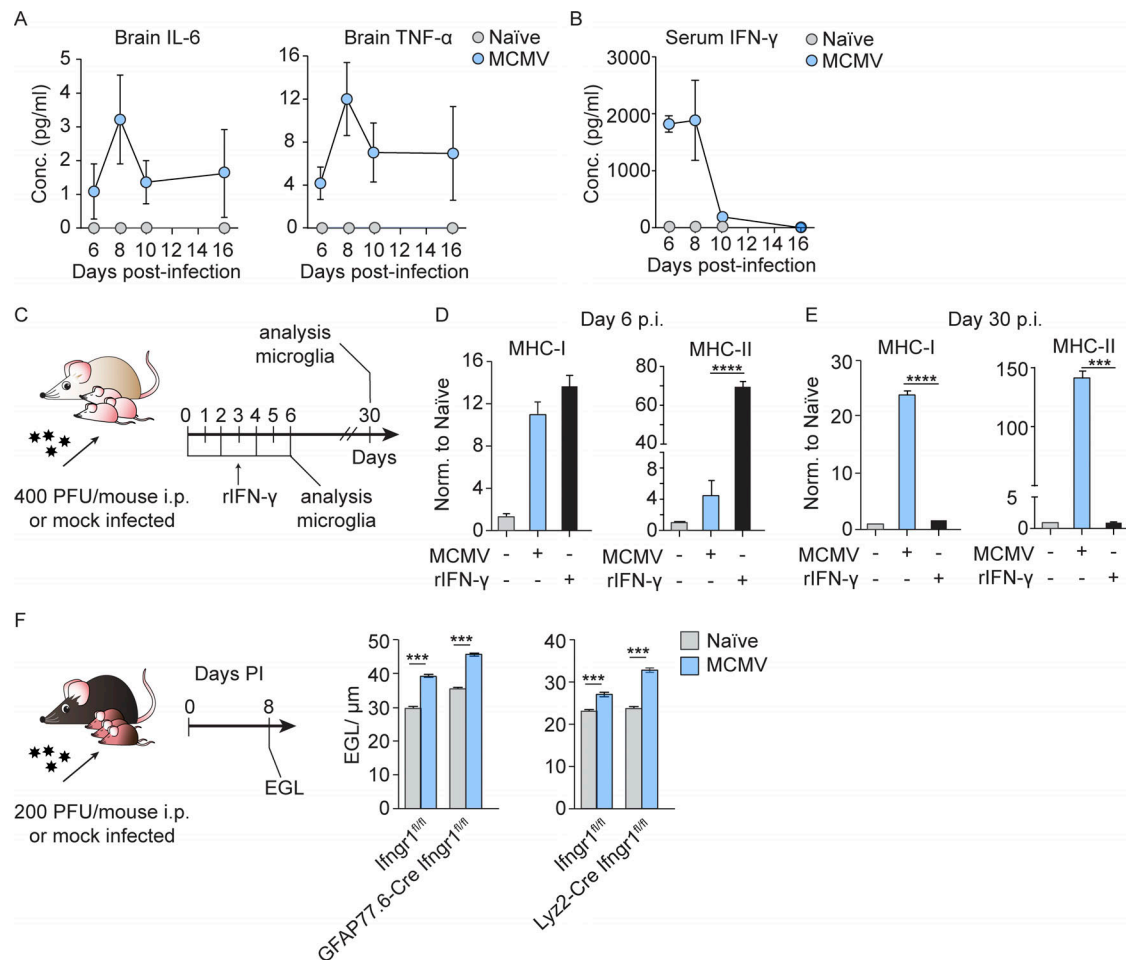 A
Brain IL-6
Conc. (pg/ml)
5
4
3
2
1
0
6 8 10 12 14 16
Days post-infection
Brain TNF-α
16
12
8
4
0
6 8 10 12 14 16
Days post-infection
Naïve
MCMV
B
Serum IFN-γ
Conc. (pg/ml)
3000
2000
1000
0
6 8 10 12 14 16
Days post-infection
Naïve
MCMV
C
analysis
microglia
0 1 2 3 4 5 6 30
Days
rIFN-γ
analysis
microglia
400 PFU/mouse i.p.
or mock infected
D
Day 6 p.i.
MHC-I
Norm. to Naïve
16
12
8
4
0
MCMV - + -
rIFN-γ - - +
MHC-II
****
80
70
60
50
40
8
6
4
2
0
MCMV - + -
rIFN-γ - - +
E
Day 30 p.i.
MHC-I
****
Norm. to Naïve
30
20
10
0
MCMV - + -
rIFN-γ - - +
MHC-II
***
150
100
5
0
MCMV - + -
rIFN-γ - - +
F
Days PI
0 8
EGL
200 PFU/mouse i.p.
or mock infected
EGL/ µm
50
40
30
20
10
0
***
***
Ifngr1fl/fl
GFAP77.6-Cre Ifngr1fl/fl
40
30
20
10
0
***
***
Ifngr1fl/fl
Lyz2-Cre Ifngr1fl/fl
Naïve
MCMV